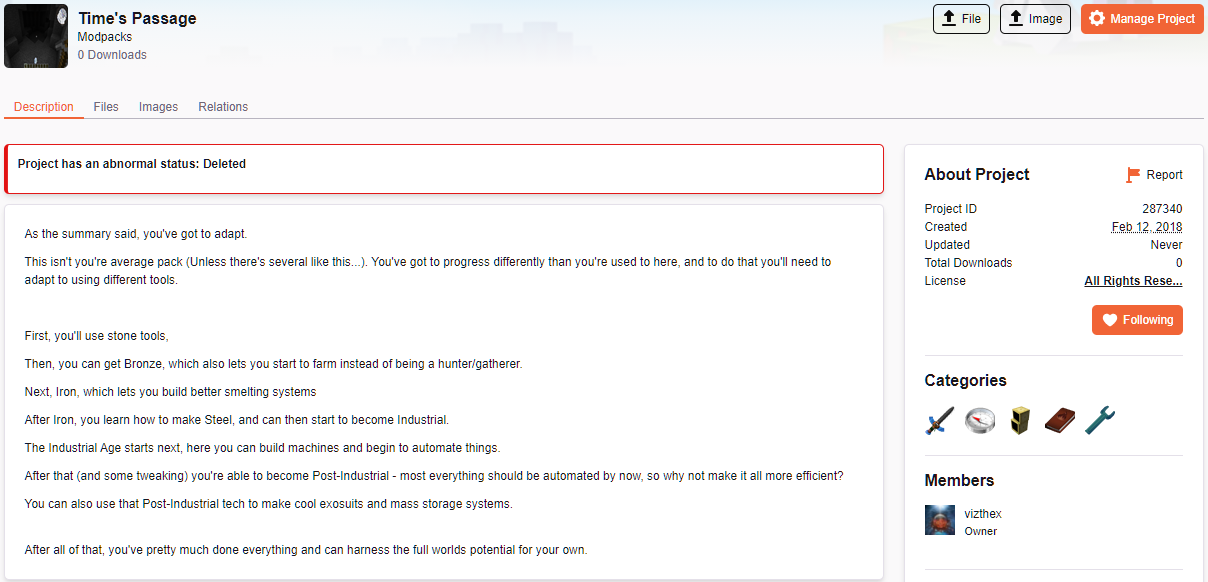 Time's Passage
Modpacks
0 Downloads
File
Image
Manage Project
Description
Files
Images
Relations
Project has an abnormal status: Deleted
As the summary said, you've got to adapt.
This isn't you're average pack (Unless there's several like this...). You've got to progress differently than you're used to here, and to do that you'll need to
adapt to using different tools.
First, you'll use stone tools,
Then, you can get Bronze, which also lets you start to farm instead of being a hunter/gatherer.
Next, Iron, which lets you build better smelting systems
After Iron, you learn how to make Steel, and can then start to become Industrial.
The Industrial Age starts next, here you can build machines and begin to automate things.
After that (and some tweaking) you're able to become Post-Industrial - most everything should be automated by now, so why not make it all more efficient?
You can also use that Post-Industrial tech to make cool exosuits and mass storage systems.
After all of that, you've pretty much done everything and can harness the full worlds potential for your own.
About Project
Report
Project ID 287340
Created Feb 12, 2018
Updated Never
Total Downloads 0
License All Rights Rese...
Following
Categories
Members
vizthex
Owner